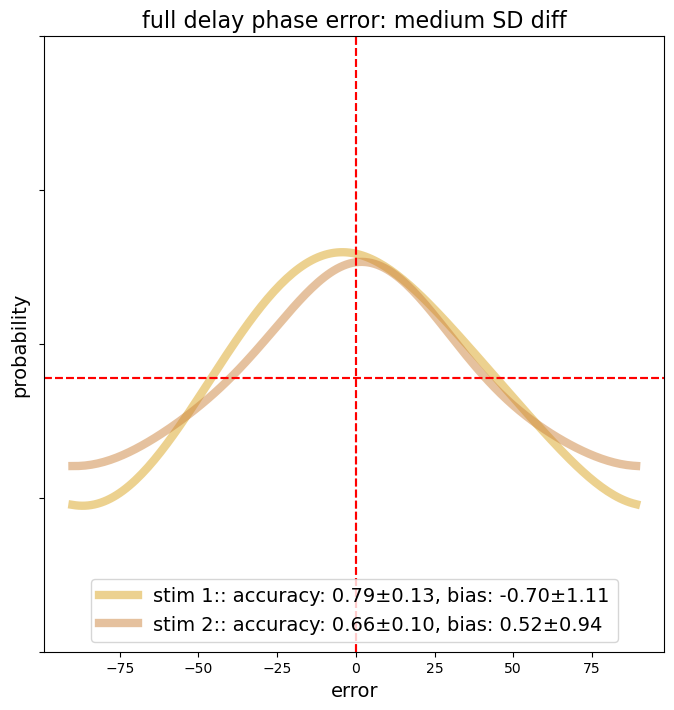 full delay phase error: medium SD diff
probability
stim 1:: accuracy: 0.79±0.13, bias: -0.70±1.11
stim 2:: accuracy: 0.66±0.10, bias: 0.52±0.94
−75 −50 −25 0 25 50 75
error